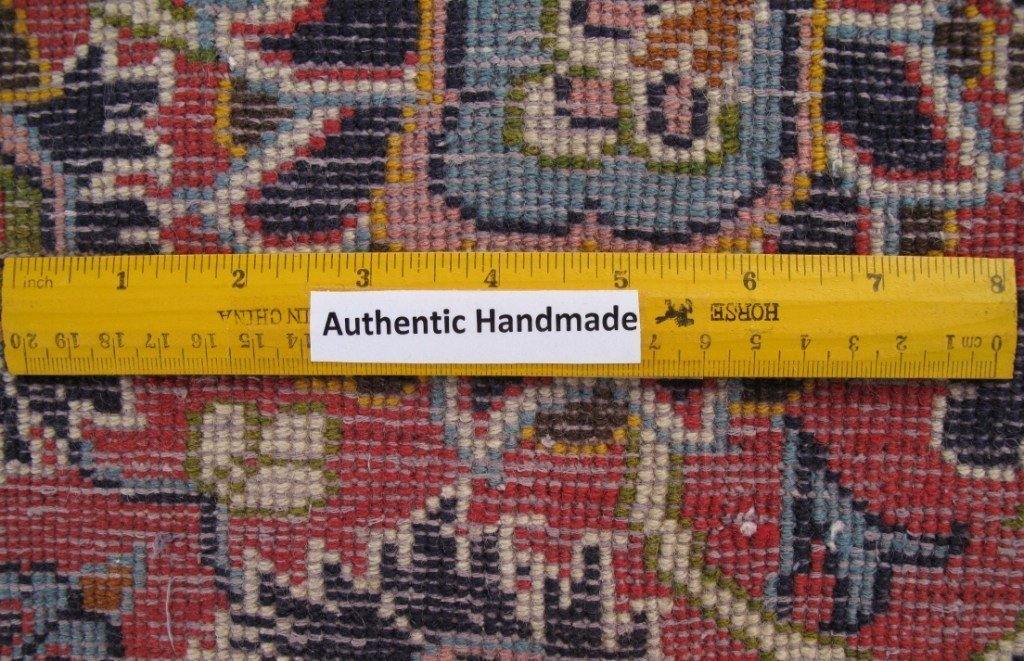 inch 1 2 3 4 5 6 7 8
IN CHINA HORSE
Authentic Handmade
20 19 18 17 16 15 14 7 6 5 4 3 2 1 cm 0